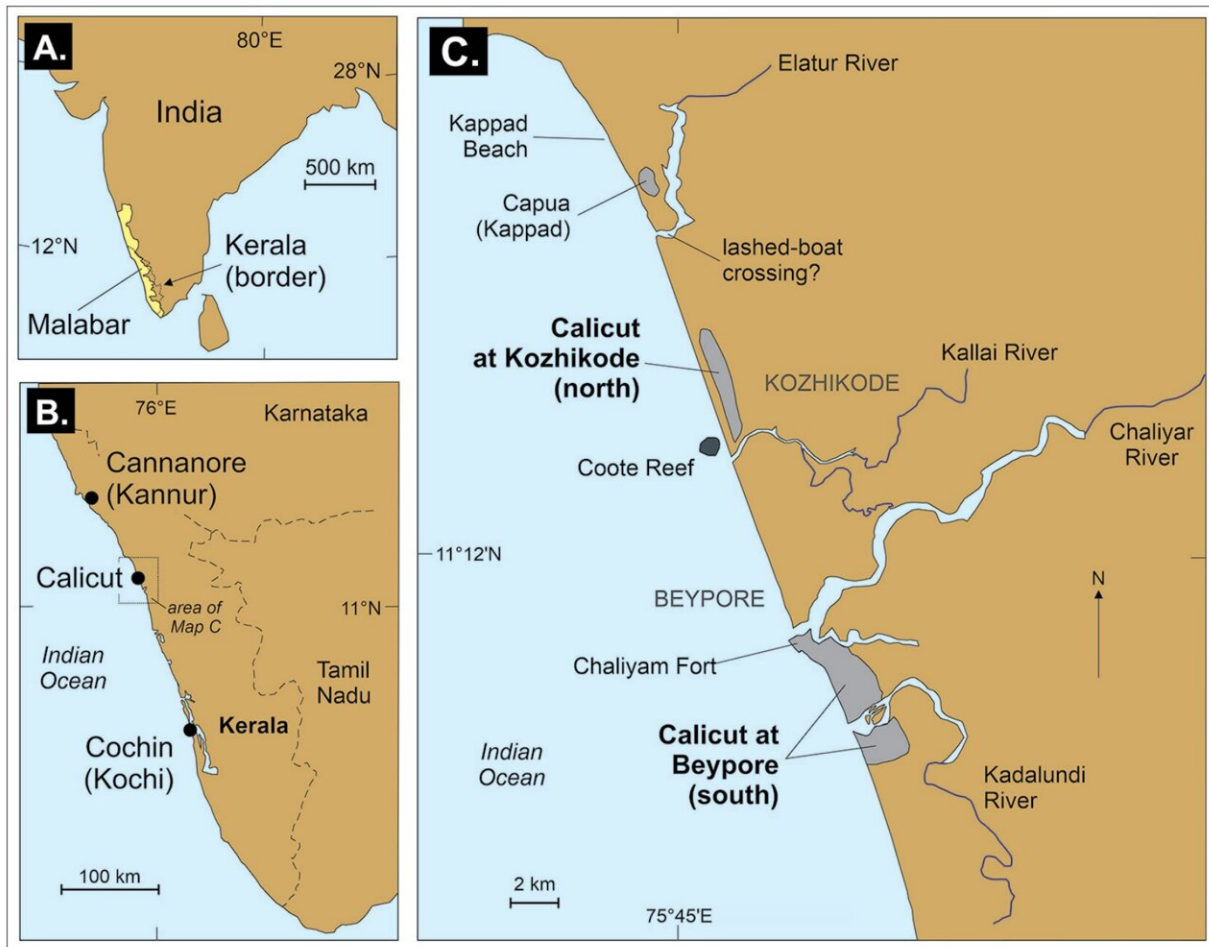 A.
80°E
28°N
India
500 km
12°N
Kerala
(border)
Malabar
B.
76°E
Karnataka
Cannanore
(Kannur)
Calicut
area of
Map C
11°N
Indian
Ocean
Tamil
Nadu
Kerala
Cochin
(Kochi)
100 km
C.
Elatur River
Kappad
Beach
Capua
(Kappad)
lashed-boat
crossing?
Calicut
at Kozhikode
(north)
Kallai River
KOZHIKODE
Chaliyar
River
Coote Reef
11°12'N
N
BEYPORE
Chaliyam Fort
Calicut at
Beypore
(south)
Indian
Ocean
Kadalundi
River
2 km
75°45'E